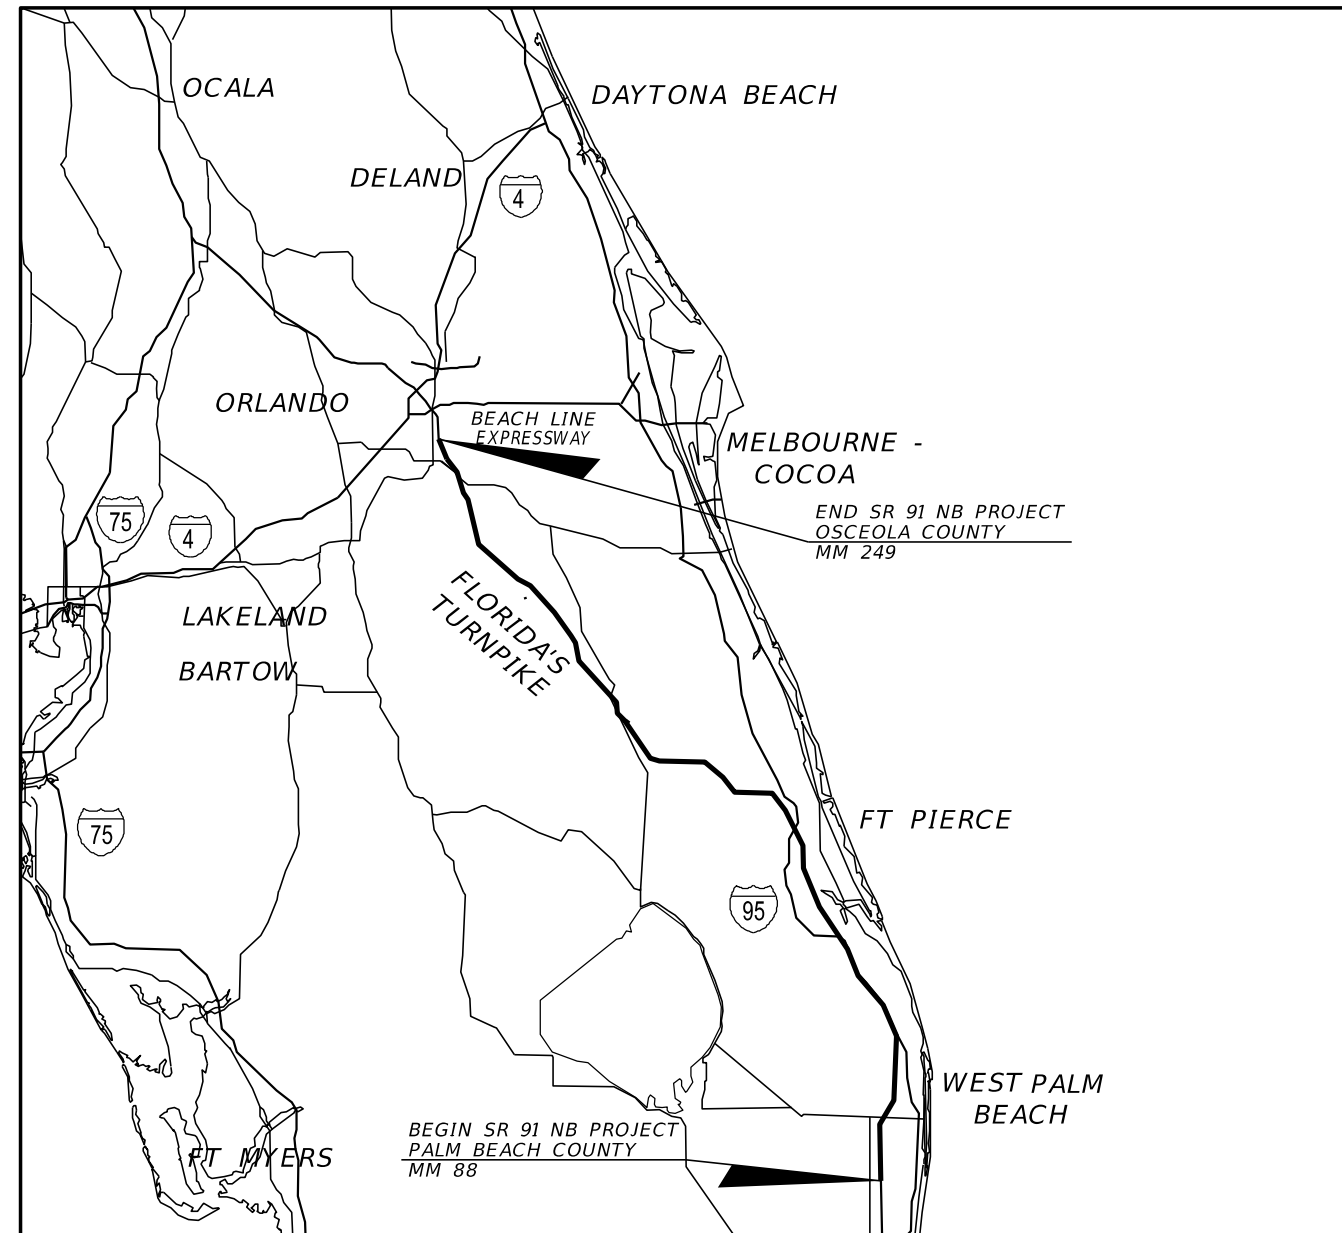 OCALA
DAYTONA BEACH
DELAND
4
ORLANDO
BEACH LINE
EXPRESSWAY
MELBOURNE -
COCOA
75
4
END SR 91 NB PROJECT
OSCEOLA COUNTY
MM 249
FLORIDA'S
TURNPIKE
LAKELAND
BARTOW
75
FT PIERCE
95
WEST PALM
BEACH
BEGIN SR 91 NB PROJECT
PALM BEACH COUNTY
MM 88
FT MYERS